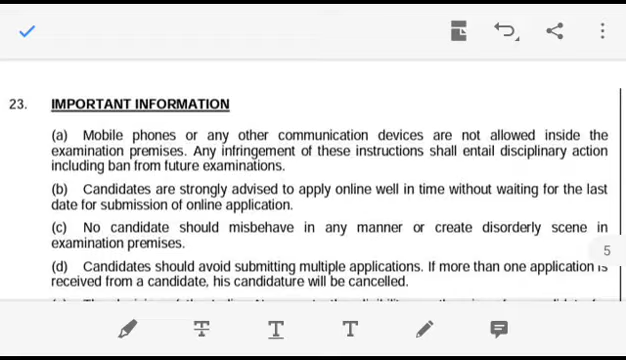 23. IMPORTANT INFORMATION
(a) Mobile phones or any other communication devices are not allowed inside the
examination premises. Any infringement of these instructions shall entail disciplinary action
including ban from future examinations.
(b) Candidates are strongly advised to apply online well in time without waiting for the last
date for submission of online application.
(c) No candidate should misbehave in any manner or create disorderly scene in
examination premises.
5
(d) Candidates should avoid submitting multiple applications. If more than one application is
received from a candidate, his candidature will be cancelled.
T T T